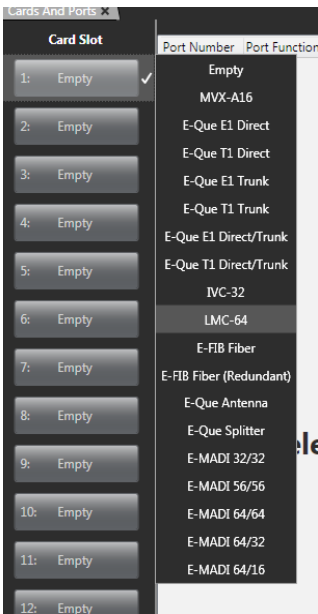 Cards And Ports ×
Card Slot
Port Number Port Function
1: Empty ✓
2: Empty
3: Empty
4: Empty
5: Empty
6: Empty
7: Empty
8: Empty
9: Empty
10: Empty
11: Empty
12: Empty
Empty
MVX-A16
E-Que E1 Direct
E-Que T1 Direct
E-Que E1 Trunk
E-Que T1 Trunk
E-Que E1 Direct/Trunk
E-Que T1 Direct/Trunk
IVC-32
LMC-64
E-FIB Fiber
E-FIB Fiber (Redundant)
E-Que Antenna
E-Que Splitter
E-MADI 32/32
E-MADI 56/56
E-MADI 64/64
E-MADI 64/32
E-MADI 64/16